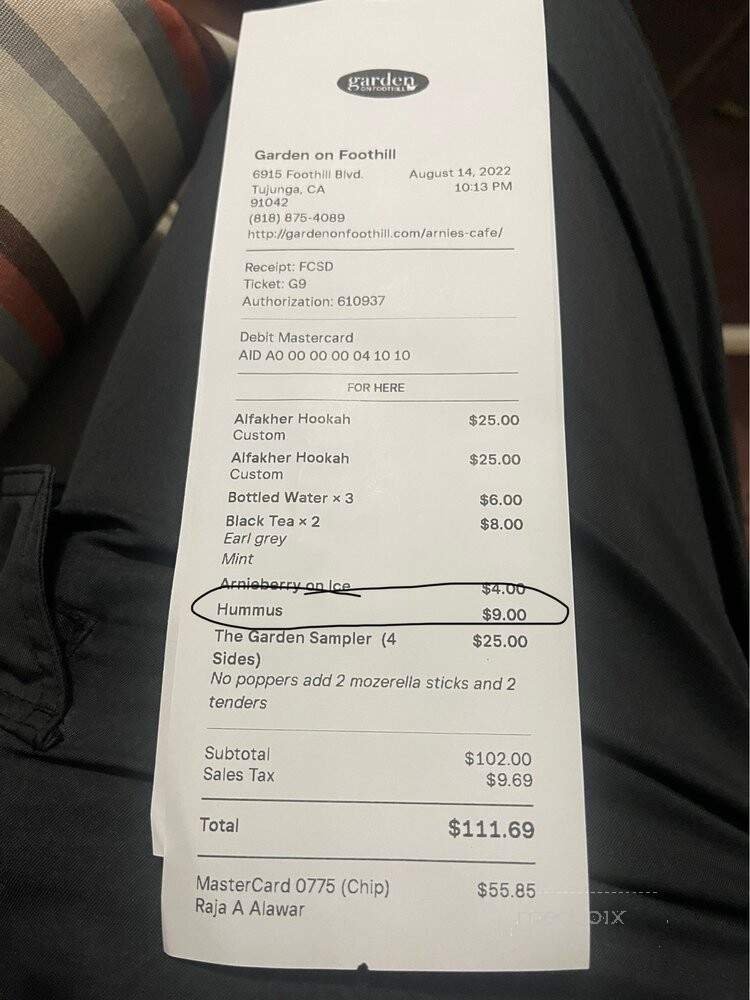 garden
ON FOOTHILL
Garden on Foothill
6915 Foothill Blvd. August 14, 2022
Tujunga, CA 10:13 PM
91042
(818) 875-4089
http://gardenonfoothill.com/arnies-cafe/
Receipt: FCSD
Ticket: G9
Authorization: 610937
Debit Mastercard
AID A0 00 00 00 04 10 10
FOR HERE
Alfakher Hookah $25.00
Custom
Alfakher Hookah $25.00
Custom
Bottled Water × 3 $6.00
Black Tea × 2 $8.00
Earl grey
Mint
Arnieberry on Ice $4.00
Hummus $9.00
The Garden Sampler (4 $25.00
Sides)
No poppers add 2 mozerella sticks and 2
tenders
Subtotal $102.00
Sales Tax $9.69
Total $111.69
MasterCard 0775 (Chip) $55.85
Raja A Alawar